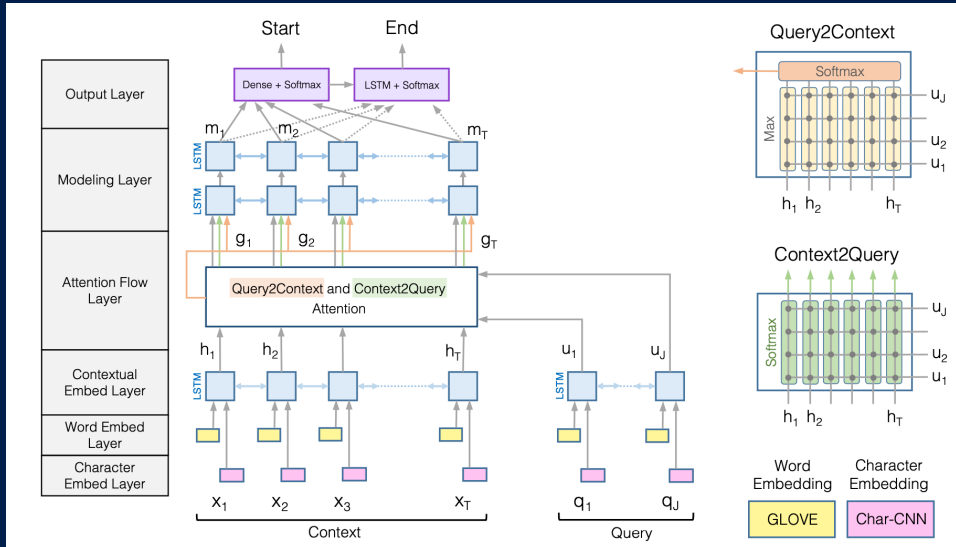 Start
End
Query2Context
Output Layer
Dense + Softmax
LSTM + Softmax
Softmax
m1
m2
mT
Max
uJ
u2
u1
Modeling Layer
LSTM
LSTM
h1
h2
hT
g1
g2
gT
Attention Flow
Layer
Query2Context and Context2Query
Attention
Context2Query
Softmax
uJ
u2
u1
h1
h2
hT
h1
h2
hT
u1
uJ
Contextual
Embed Layer
LSTM
LSTM
Word Embed
Layer
Character
Embed Layer
x1
x2
x3
xT
q1
qJ
Context
Query
Word
Embedding
Character
Embedding
GLOVE
Char-CNN